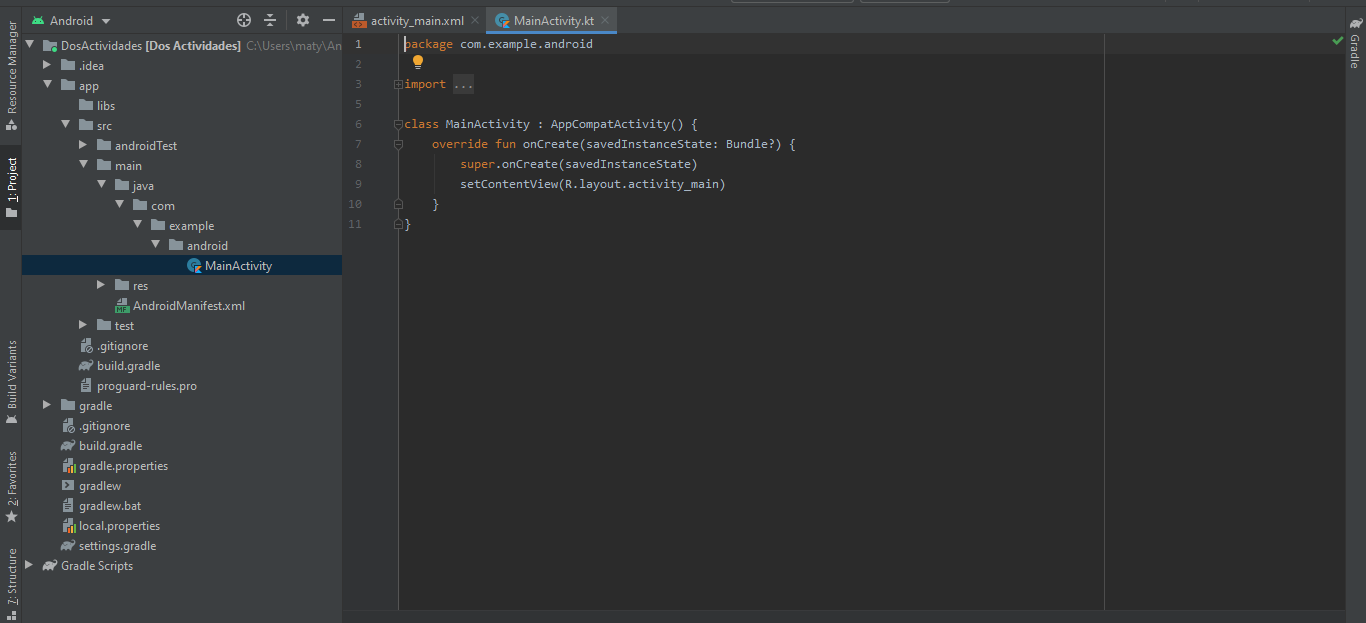 Android
activity_main.xml
MainActivity.kt
Resource Manager
1: Project
Build Variants
2: Favorites
7: Structure
DosActividades [Dos Actividades] C:\Users\maty\An
.idea
app
libs
src
androidTest
main
java
com
example
android
MainActivity
res
AndroidManifest.xml
test
.gitignore
build.gradle
proguard-rules.pro
gradle
.gitignore
build.gradle
gradle.properties
gradlew
gradlew.bat
local.properties
settings.gradle
Gradle Scripts
1 package com.example.android
2
3 import ...
5
6 class MainActivity : AppCompatActivity() {
7 override fun onCreate(savedInstanceState: Bundle?) {
8 super.onCreate(savedInstanceState)
9 setContentView(R.layout.activity_main)
10 }
11 }
Gradle